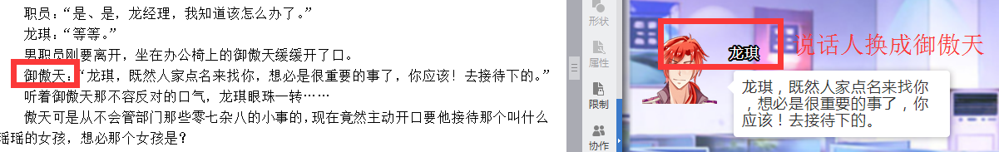 职员：“是、是，龙经理，我知道该怎么办了。”
龙琪：“等等。”
男职员刚要离开，坐在办公椅上的御傲天缓缓开了口。
御傲天：“龙琪，既然人家点名来找你，想必是很重要的事了，你应该！去接待下的。”
听着御傲天那不容反对的口气，龙琪眼珠一转……
傲天可是从不会管部门那些零七杂八的小事的，现在竟然主动开口要他接待那个叫什么
瑶瑶的女孩，想必那个女孩是？
形状
属性
限制
协作
龙琪
说话人换成御傲天
龙琪，既然人家点名来找你
，想必是很重要的事了，你
应该！去接待下的。